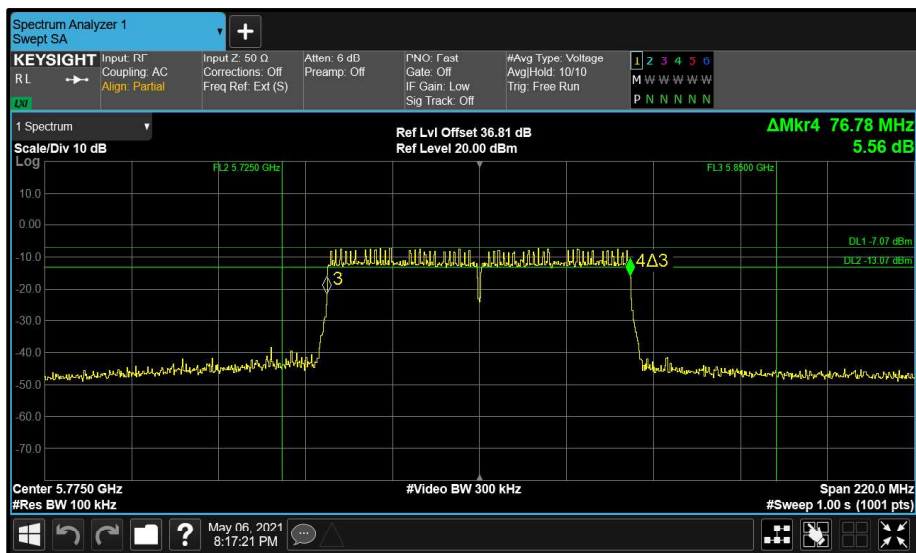 Spectrum Analyzer 1
Swept SA
+
KEYSIGHT
RL
LXI
Input: RF
Coupling: AC
Align: Partial
Input Z: 50 Ω
Corrections: Off
Freq Ref: Ext (S)
Atten: 6 dB
Preamp: Off
PNO: Fast
Gate: Off
IF Gain: Low
Sig Track: Off
#Avg Type: Voltage
Avg|Hold: 10/10
Trig: Free Run
1 2 3 4 5 6
M W W W W W
P N N N N N
1 Spectrum
Scale/Div 10 dB
Ref Lvl Offset 36.81 dB
Ref Level 20.00 dBm
ΔMkr4 76.78 MHz
5.56 dB
Log
FL2 5.7250 GHz
FL3 5.8500 GHz
10.0
0.00
DL1 -7.07 dBm
-10.0
4Δ3
DL2 -13.07 dBm
3
-20.0
-30.0
-40.0
-50.0
-60.0
-70.0
Center 5.7750 GHz
#Video BW 300 kHz
Span 220.0 MHz
#Res BW 100 kHz
#Sweep 1.00 s (1001 pts)
?
May 06, 2021
8:17:21 PM